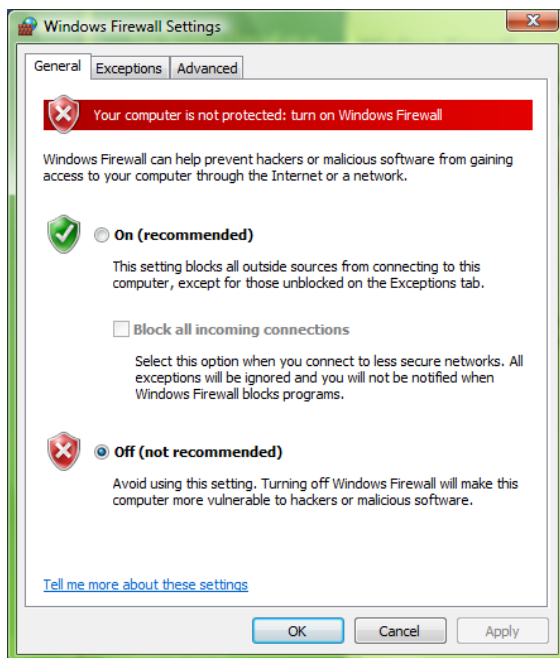 Windows Firewall Settings
General Exceptions Advanced
Your computer is not protected: turn on Windows Firewall
Windows Firewall can help prevent hackers or malicious software from gaining
access to your computer through the Internet or a network.
On (recommended)
This setting blocks all outside sources from connecting to this
computer, except for those unblocked on the Exceptions tab.
Block all incoming connections
Select this option when you connect to less secure networks. All
exceptions will be ignored and you will not be notified when
Windows Firewall blocks programs.
Off (not recommended)
Avoid using this setting. Turning off Windows Firewall will make this
computer more vulnerable to hackers or malicious software.
Tell me more about these settings
OK Cancel Apply